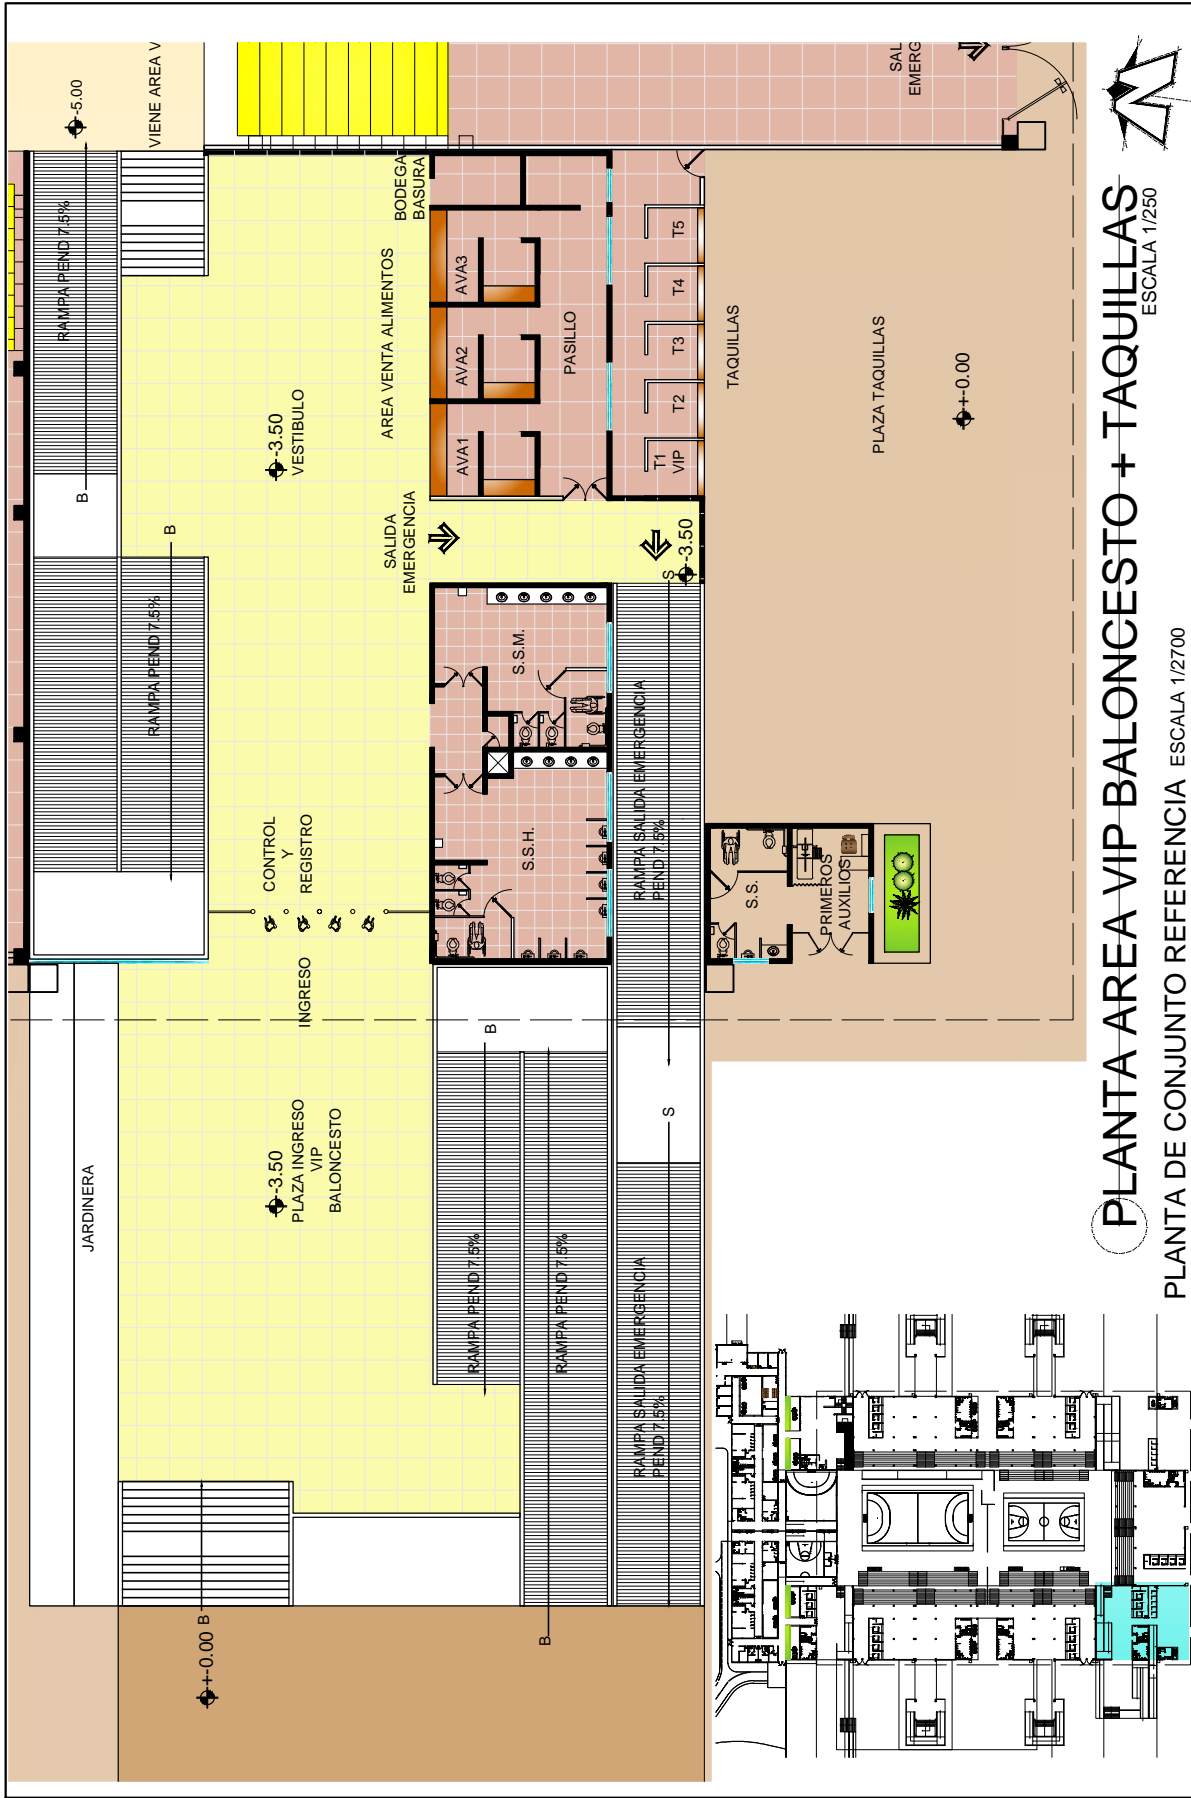 -5.00
VIENE AREA V
RAMPA PEND 7.5%
B
B
RAMPA PEND 7.5%
SAL
EMERG
BODEGA
BASURA
AREA VENTA ALIMENTOS
AVA3
AVA2
AVA1
PASILLO
T5
T4
T3
T2
T1
VIP
TAQUILLAS
PLAZA TAQUILLAS
+-0.00
-3.50
VESTIBULO
SALIDA
EMERGENCIA
-3.50
S
S.S.M.
S.S.H.
RAMPA SALIDA EMERGENCIA
PEND 7.5%
CONTROL
Y
REGISTRO
INGRESO
S.S.
PRIMEROS
AUXILIOS
JARDINERA
-3.50
PLAZA INGRESO
VIP
BALONCESTO
B
RAMPA PEND 7.5%
RAMPA PEND 7.5%
B
S
RAMPA SALIDA EMERGENCIA
PEND 7.5%
B
+-0.00
PLANTA AREA VIP BALONCESTO + TAQUILLAS
ESCALA 1/250
PLANTA DE CONJUNTO REFERENCIA ESCALA 1/2700